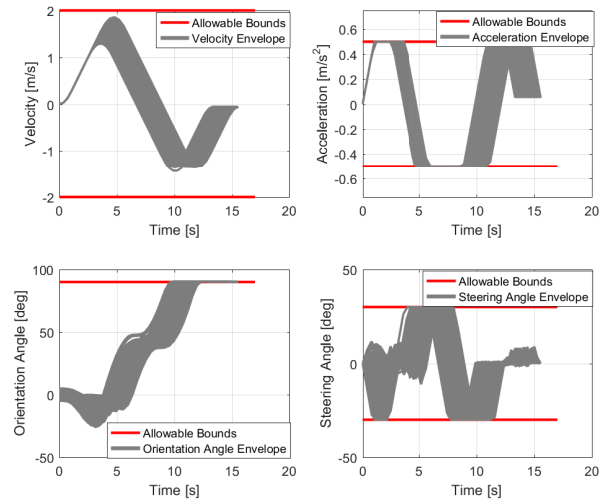 2
1
0
-1
-2
Velocity [m/s]
Allowable Bounds
Velocity Envelope
0 5 10 15 20
Time [s]
0.6
0.4
0.2
0
-0.2
-0.4
-0.6
Acceleration [m/s²]
Allowable Bounds
Acceleration Envelope
0 5 10 15 20
Time [s]
100
50
0
-50
Orientation Angle [deg]
Allowable Bounds
Orientation Angle Envelope
0 5 10 15 20
Time [s]
50
0
-50
Steering Angle [deg]
Allowable Bounds
Steering Angle Envelope
0 5 10 15 20
Time [s]